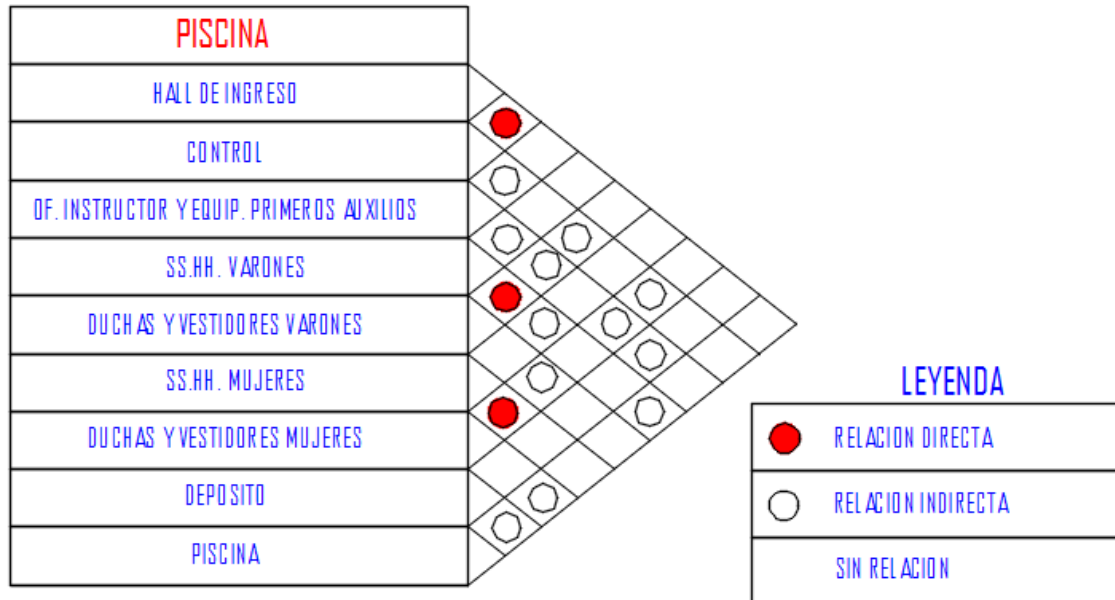 PISCINA
HALL DE INGRESO
CONTROL
OF. INSTRUCTOR Y EQUIP. PRIMEROS AUXILIOS
SS.HH. VARONES
DUCHAS Y VESTIDORES VARONES
SS.HH. MUJERES
DUCHAS Y VESTIDORES MUJERES
DEPOSITO
PISCINA
LEYENDA
RELACION DIRECTA
RELACION INDIRECTA
SIN RELACION